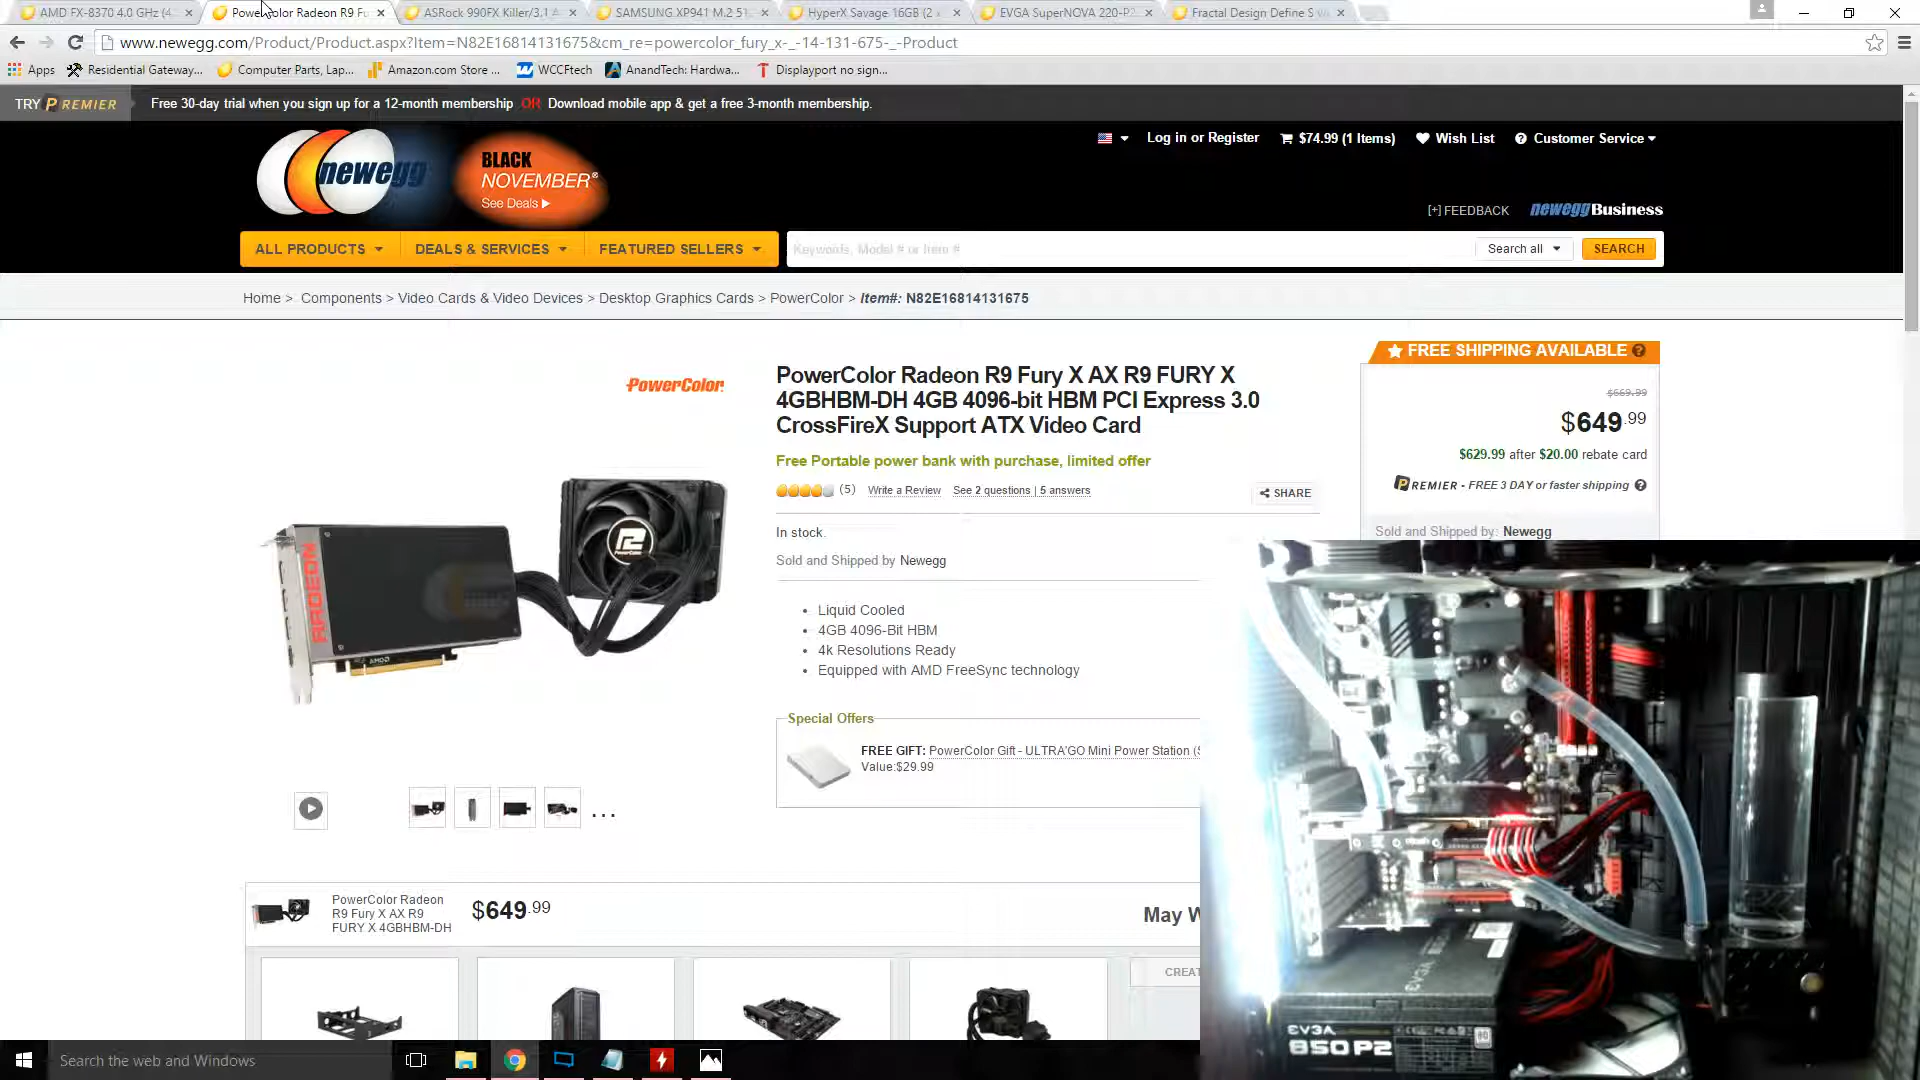 AMD FX-8370 4.0 GHz (4
PowerColor Radeon R9 Fu
ASRock 990FX Killer/3.1 A
SAMSUNG XP941 M.2 51
HyperX Savage 16GB (2 x
EVGA SuperNOVA 220-P2
Fractal Design Define S w
www.newegg.com/Product/Product.aspx?Item=N82E16814131675&cm_re=powercolor_fury_x-_-14-131-675-_-Product
Apps
Residential Gateway...
Computer Parts, Lap...
Amazon.com Store ...
WCCFtech
AnandTech: Hardwa...
Displayport no sign...
TRY PREMIER
Free 30-day trial when you sign up for a 12-month membership OR Download mobile app & get a free 3-month membership.
newegg
BLACK
NOVEMBER®
See Deals ▶
Log in or Register
$74.99 (1 Items)
Wish List
Customer Service
[+] FEEDBACK
neweggBusiness
ALL PRODUCTS
DEALS & SERVICES
FEATURED SELLERS
Keywords, Model # or Item #
Search all
SEARCH
Home > Components > Video Cards & Video Devices > Desktop Graphics Cards > PowerColor > Item#: N82E16814131675
PowerColor
PowerColor Radeon R9 Fury X AX R9 FURY X
4GBHBM-DH 4GB 4096-bit HBM PCI Express 3.0
CrossFireX Support ATX Video Card
Free Portable power bank with purchase, limited offer
(5) Write a Review See 2 questions | 5 answers
SHARE
In stock.
Sold and Shipped by Newegg
• Liquid Cooled
• 4GB 4096-Bit HBM
• 4k Resolutions Ready
• Equipped with AMD FreeSync technology
FREE SHIPPING AVAILABLE
$669.99
$649.99
$629.99 after $20.00 rebate card
PREMIER - FREE 3 DAY or faster shipping
Sold and Shipped by: Newegg
RADEON
AMD
PowerColor
Special Offers
FREE GIFT: PowerColor Gift - ULTRA'GO Mini Power Station (S
Value:$29.99
...
PowerColor Radeon
R9 Fury X AX R9
FURY X 4GBHBM-DH
$649.99
May W
CREAT
EVGA
EVGA
850 P2
Search the web and Windows